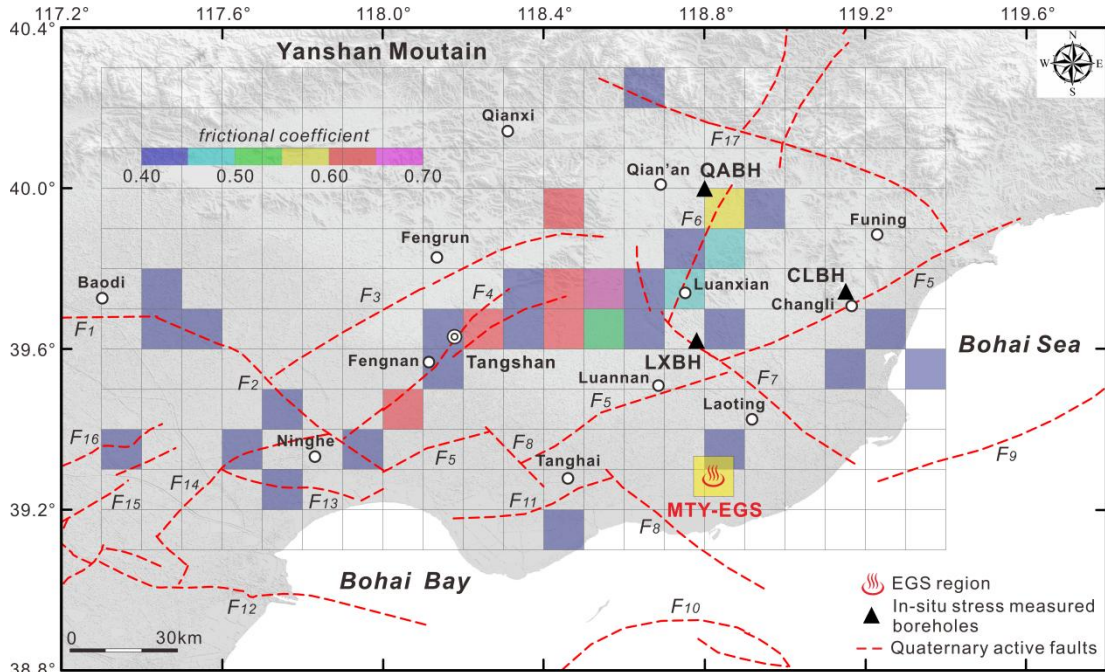 117.2° 117.6° 118.0° 118.4° 118.8° 119.2° 119.6°
40.4°
Yanshan Moutain
N
W E
S
Qianxi
frictional coefficient
F17
0.40 0.50 0.60 0.70
40.0°
Qian'an QABH
F6
Funing
Fengrun
Baodi
F3
F4
Luanxian
CLBH
Changli
F5
F1
39.6°
Fengnan
Tangshan
LXBH
Bohai Sea
F2
Luannan
F7
F5
Laoting
F16
Ninghe
F5
F8
F9
F14
Tanghai
F15
F13
F11
MTY-EGS
39.2°
F8
Bohai Bay
EGS region
F12
F10
In-situ stress measured
boreholes
0 30km
Quaternary active faults
38.8°